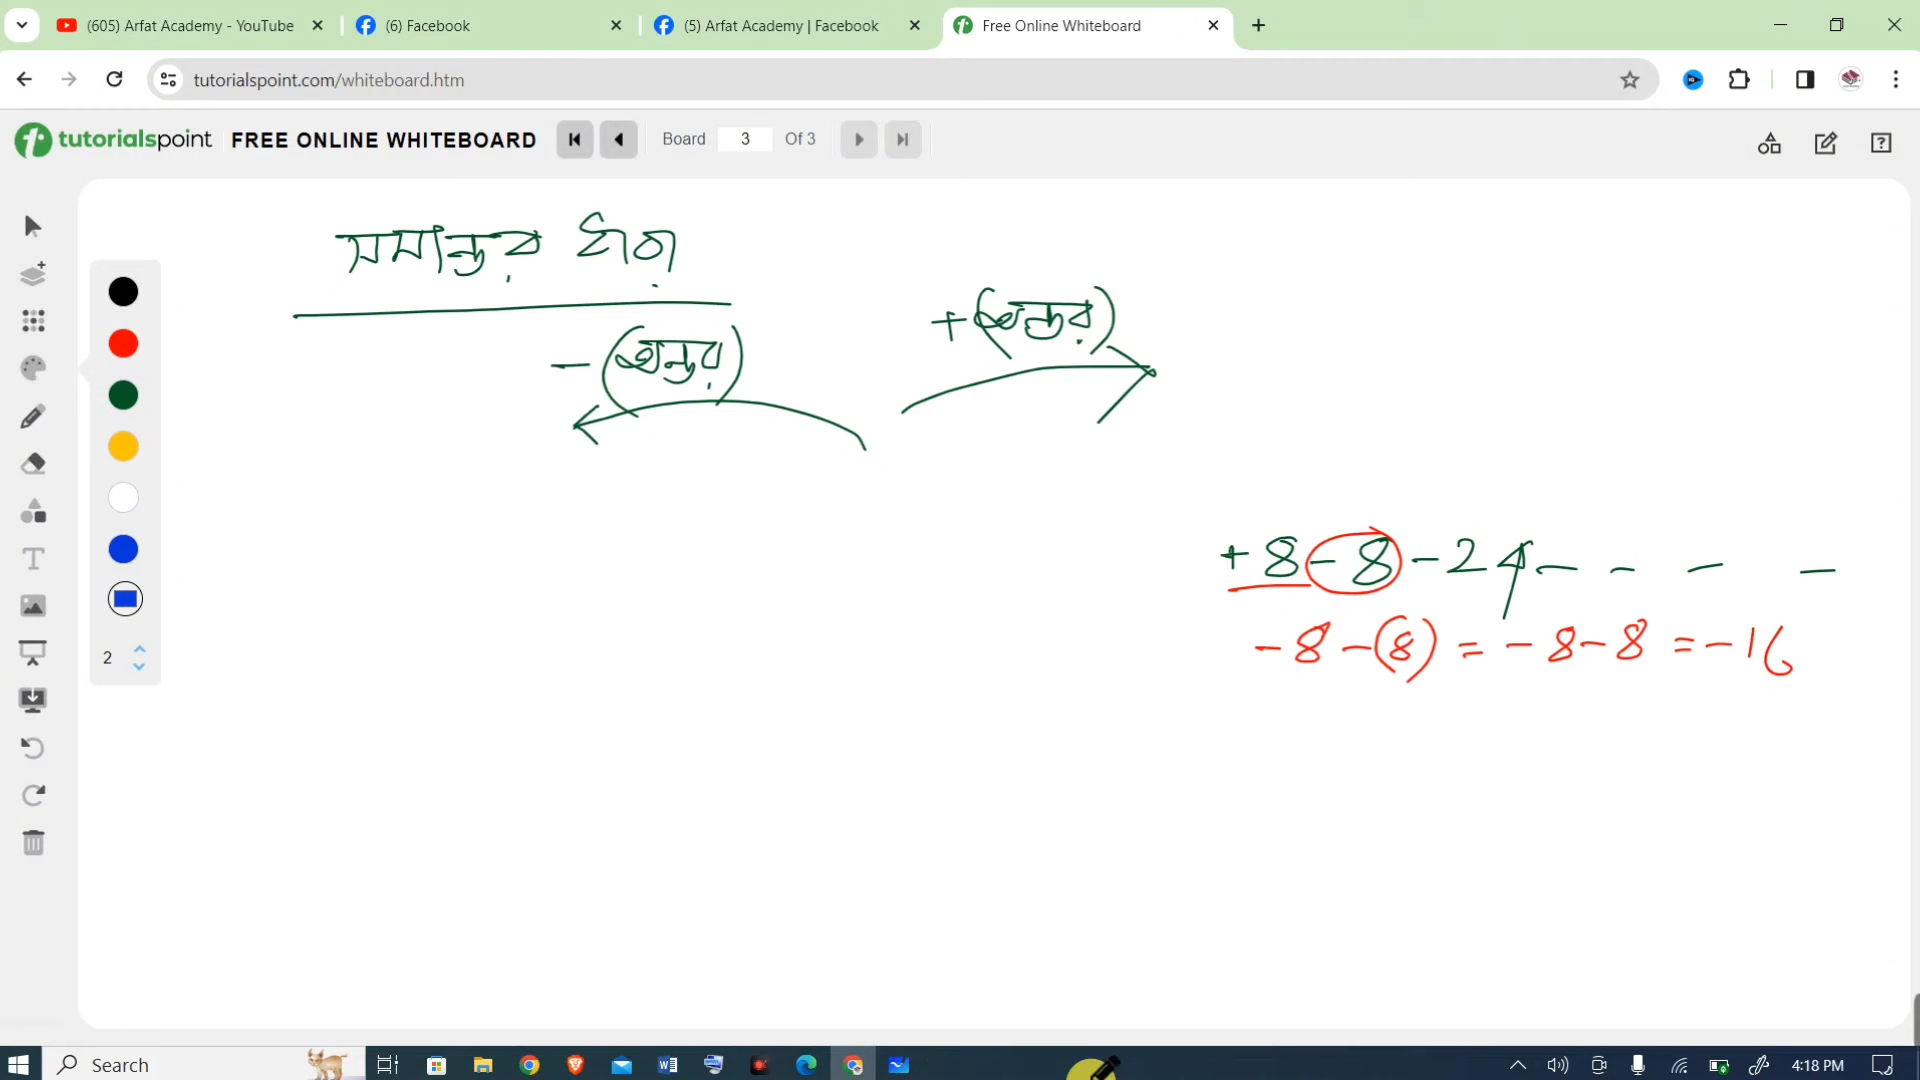 (605) Arfat Academy - YouTube
(6) Facebook
(5) Arfat Academy | Facebook
Free Online Whiteboard
tutorialspoint.com/whiteboard.htm
tutorialspoint FREE ONLINE WHITEBOARD Board 3 Of 3
সমান্তর ধারা
+(অন্তর)
-(অন্তর)
+8-8-24 - - - -
-8-(8) = -8-8 = -16
2
Search
4:18 PM